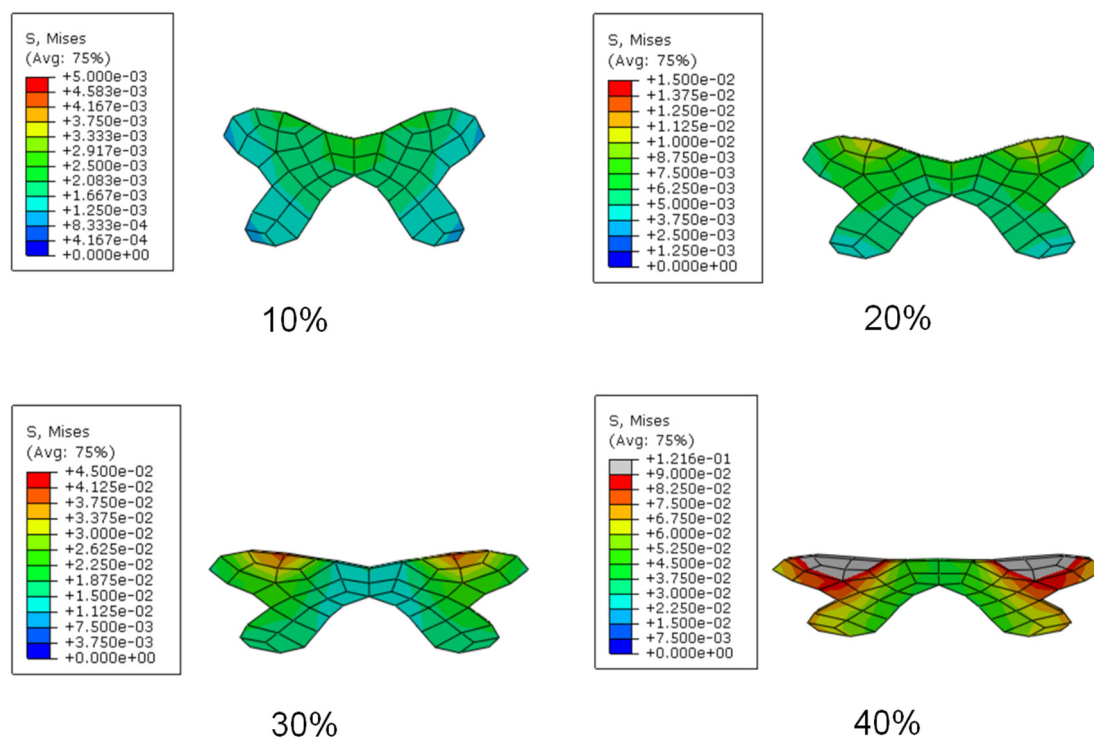 S, Mises
(Avg: 75%)
+5.000e-03
+4.583e-03
+4.167e-03
+3.750e-03
+3.333e-03
+2.917e-03
+2.500e-03
+2.083e-03
+1.667e-03
+1.250e-03
+8.333e-04
+4.167e-04
+0.000e+00
10%
S, Mises
(Avg: 75%)
+1.500e-02
+1.375e-02
+1.250e-02
+1.125e-02
+1.000e-02
+8.750e-03
+7.500e-03
+6.250e-03
+5.000e-03
+3.750e-03
+2.500e-03
+1.250e-03
+0.000e+00
20%
S, Mises
(Avg: 75%)
+4.500e-02
+4.125e-02
+3.750e-02
+3.375e-02
+3.000e-02
+2.625e-02
+2.250e-02
+1.875e-02
+1.500e-02
+1.125e-02
+7.500e-03
+3.750e-03
+0.000e+00
30%
S, Mises
(Avg: 75%)
+1.216e-01
+9.000e-02
+8.250e-02
+7.500e-02
+6.750e-02
+5.250e-02
+4.500e-02
+3.750e-02
+3.000e-02
+2.250e-02
+1.500e-02
+7.500e-03
+0.000e+00
40%